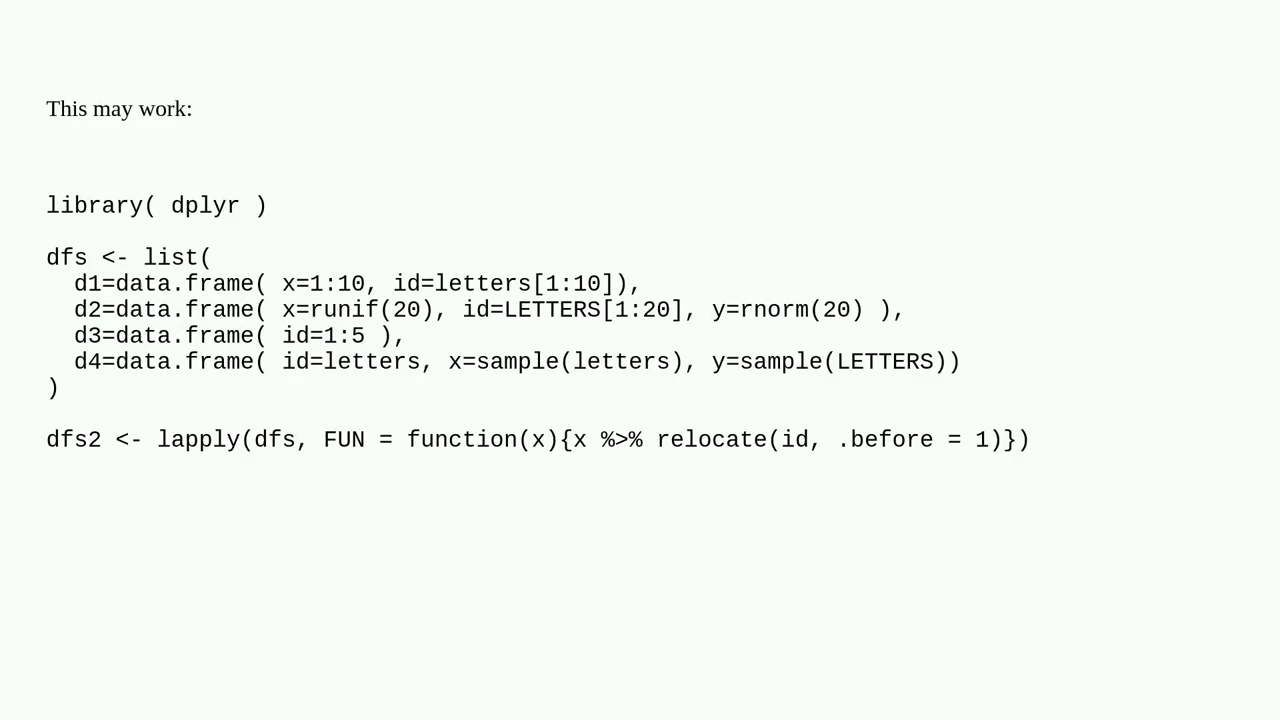 This may work:
library( dplyr )
dfs <- list(
  d1=data.frame( x=1:10, id=letters[1:10]),
  d2=data.frame( x=runif(20), id=LETTERS[1:20], y=rnorm(20) ),
  d3=data.frame( id=1:5 ),
  d4=data.frame( id=letters, x=sample(letters), y=sample(LETTERS))
)
dfs2 <- lapply(dfs, FUN = function(x){x %>% relocate(id, .before = 1)})